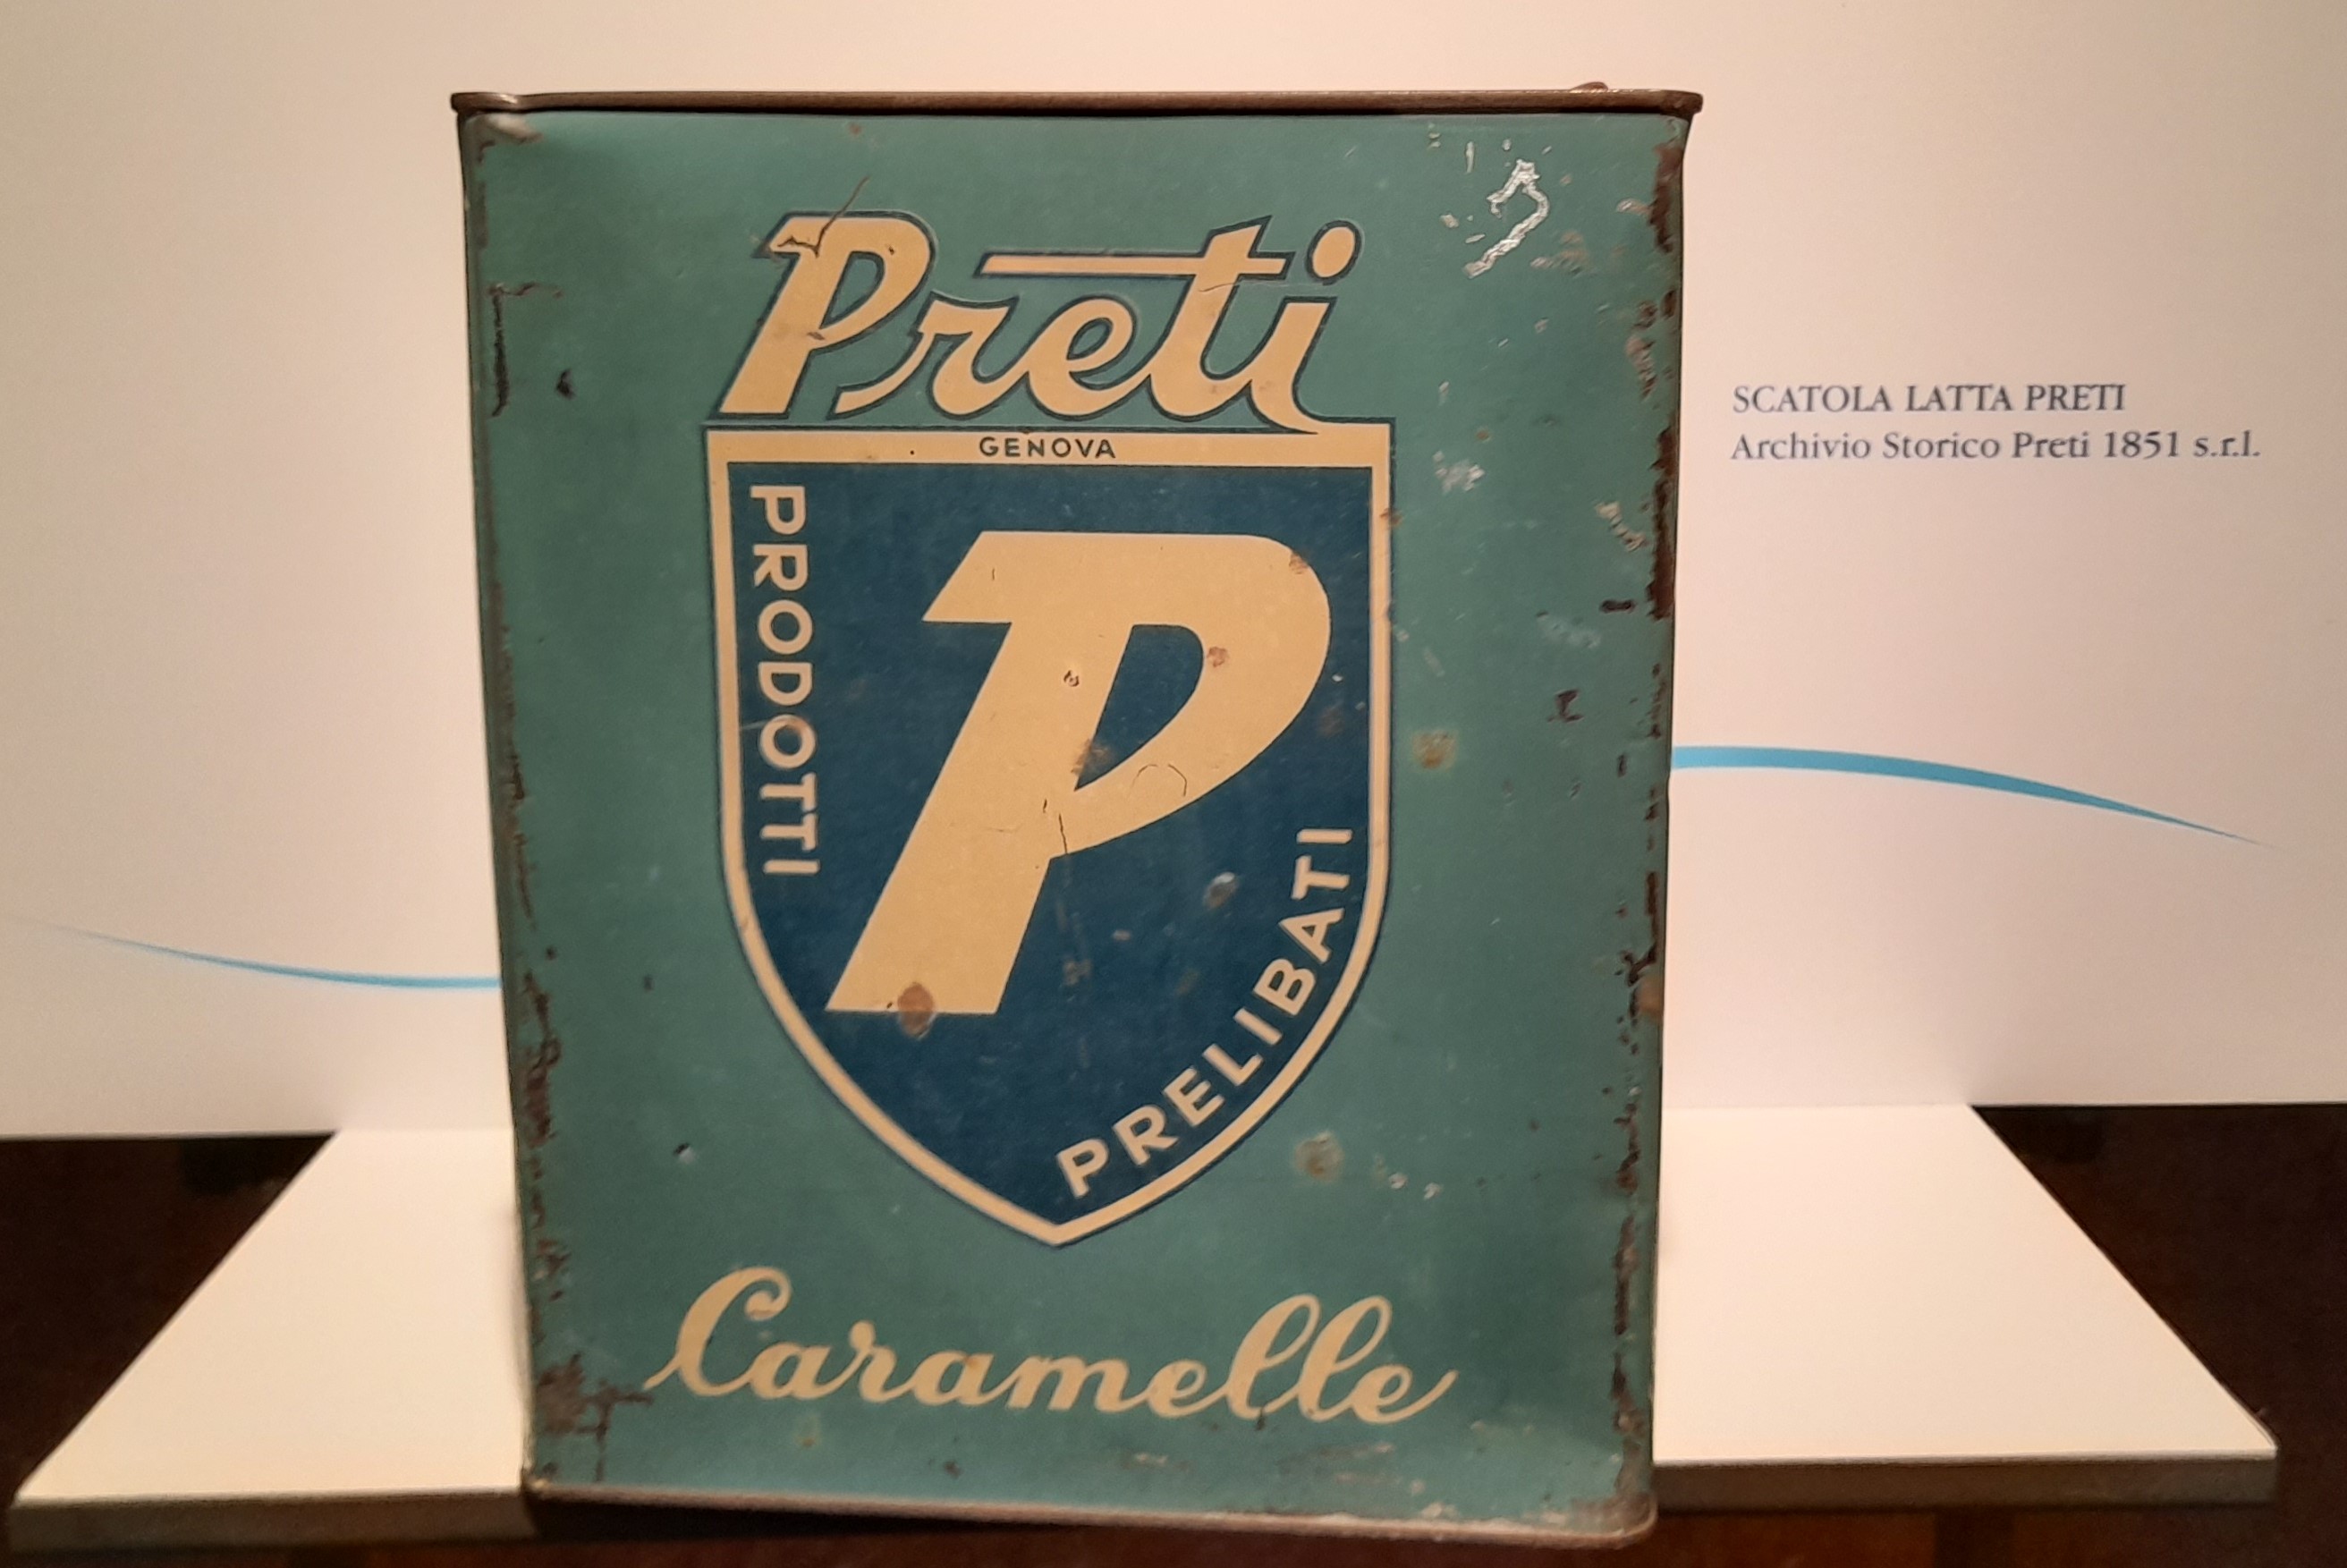 Preti
GENOVA
PRODOTTI
P
PRELIBATI
Caramelle
SCATOLA LATTA PRETI
Archivio Storico Preti 1851 s.r.l.